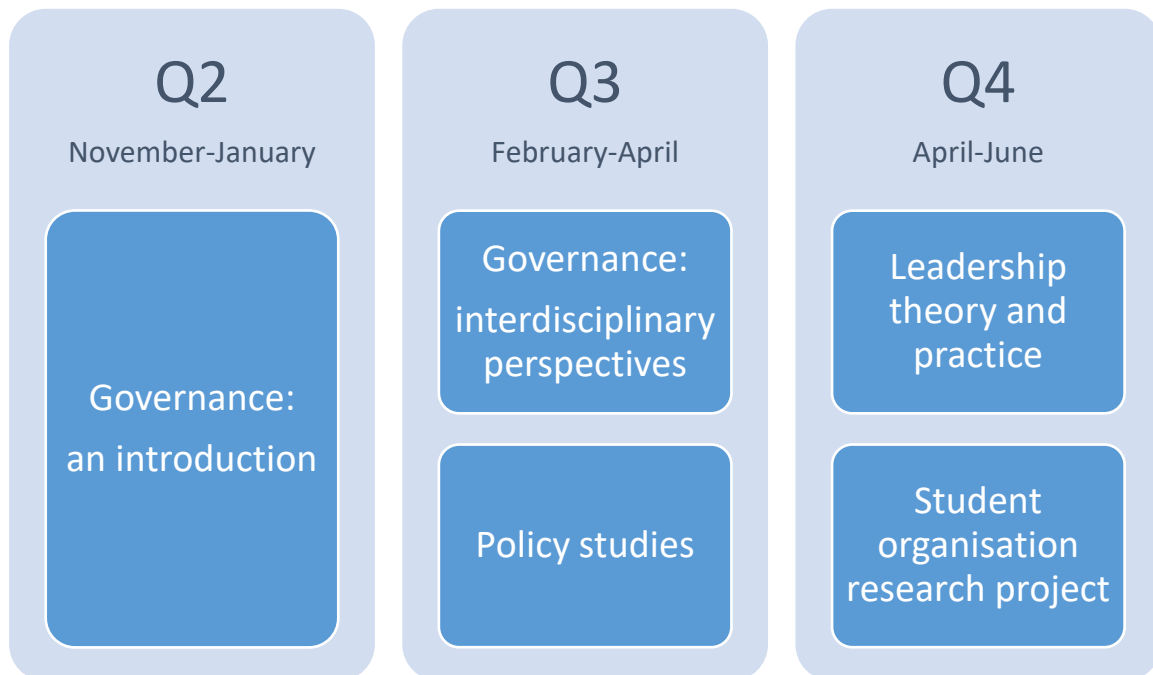 Q2
November-January
Governance:
an introduction
Q3
February-April
Governance:
interdisciplinary
perspectives
Policy studies
Q4
April-June
Leadership
theory and
practice
Student
organisation
research project